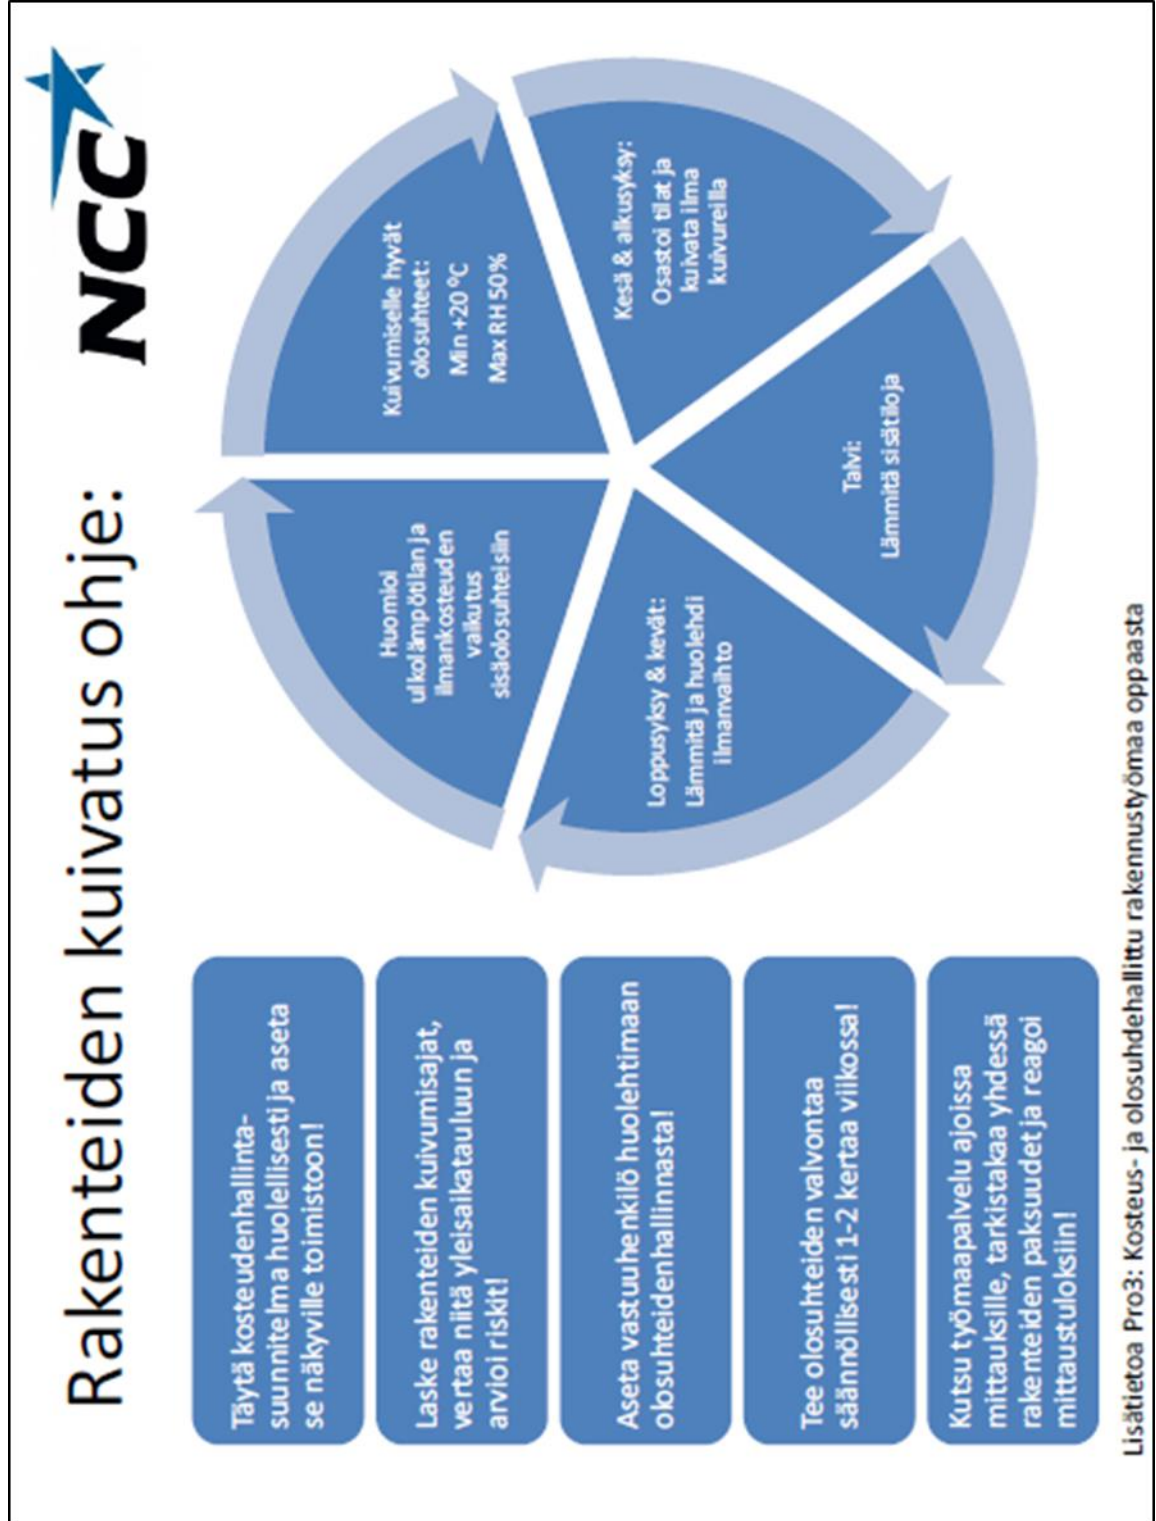 Rakenteiden kuivatus ohje:
NCC
Täytä kosteudenhallinta-
suunnitelma huolellisesti ja aseta
se näkyville toimistoon!
Laske rakenteiden kuivumisajat,
vertaa niitä yleisaikatauluun ja
arvioi riskit!
Aseta vastuuhenkilö huolehtimaan
olosuhteidenhallinnasta!
Tee olosuhteiden valvontaa
säännöllisesti 1-2 kertaa viikossa!
Kutsu työmaapalvelu ajoissa
mittauksille, tarkistakaa yhdessä
rakenteiden paksuudet ja reagoi
mittaustuloksiin!
Kuivumiselle hyvät
olosuhteet:
Min +20 °C
Max RH 50%
Kesä & alkusyksy:
Osastoi tilat ja
kuivata ilma
kuivureilla
Talvi:
Lämmitä sisätiloja
Loppusyksy & kevät:
Lämmitä ja huolehdi
ilmanvaihto
Huomioi
ulkolämpötilan ja
ilmankosteuden
vaikutus
sisäolosuhteisiin
Lisätietoa Pro3: Kosteus- ja olosuhdehallittu rakennustyömaa oppaasta